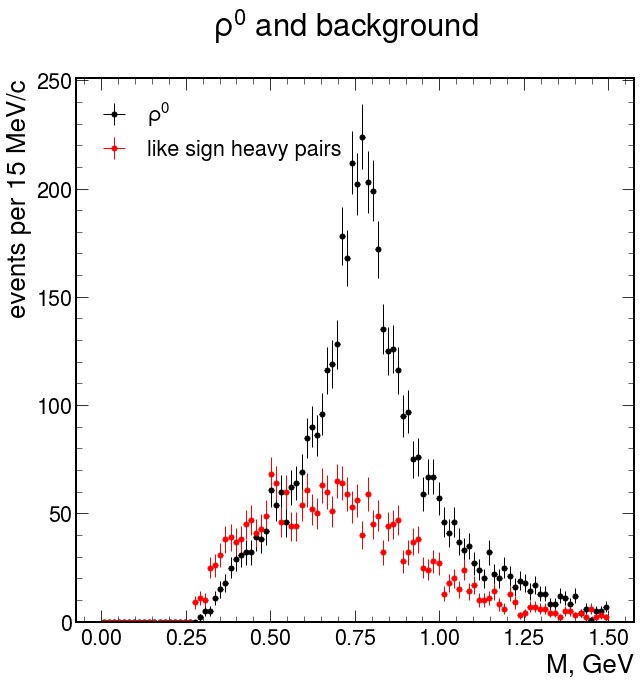 ρ⁰ and background
events per 15 MeV/c
ρ⁰
like sign heavy pairs
250
200
150
100
50
0
0.00 0.25 0.50 0.75 1.00 1.25 1.50
M, GeV